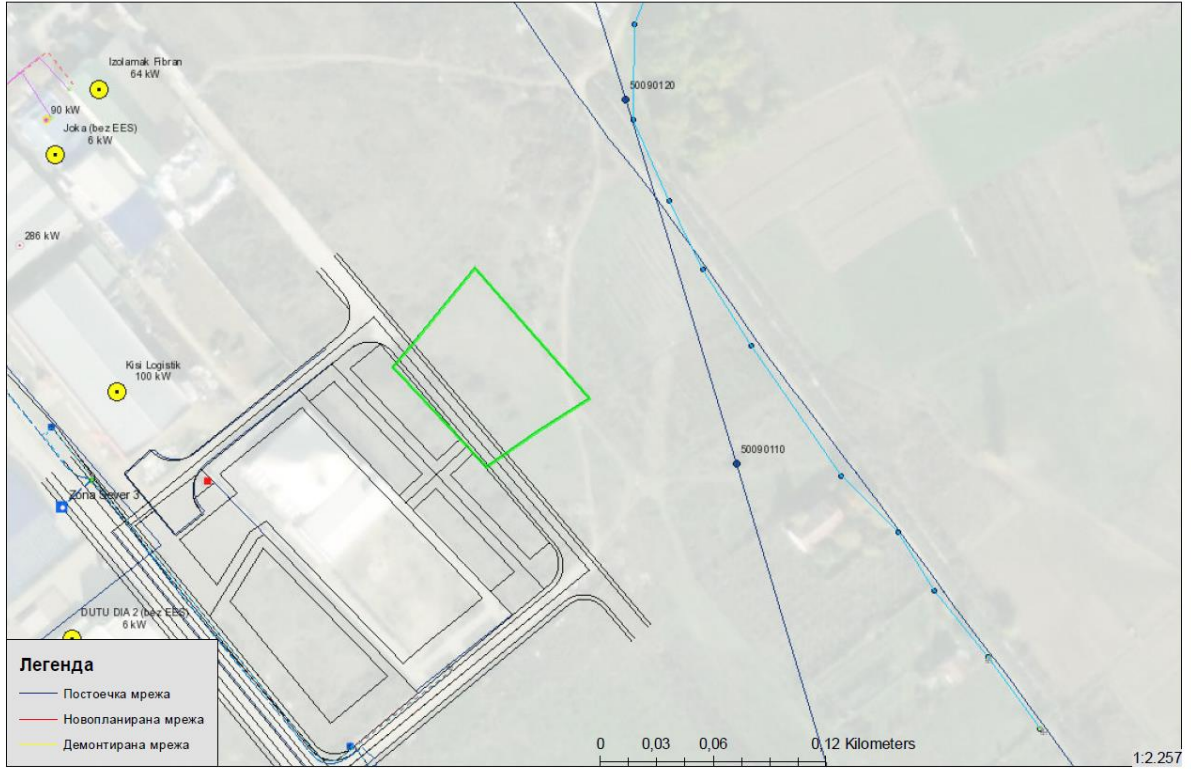 Izolamak Fibran
64 kW
90 kW
Joka (bez EES)
6 kW
50090120
286 kW
Kisi Logistik
100 kW
50090110
Zona Sever 3
DUTU DIA 2 (bez EES)
6 kW
Легенда
Постоечка мрежа
Новопланирана мрежа
Демонтирана мрежа
0 0,03 0,06 0,12 Kilometers
1:2.257